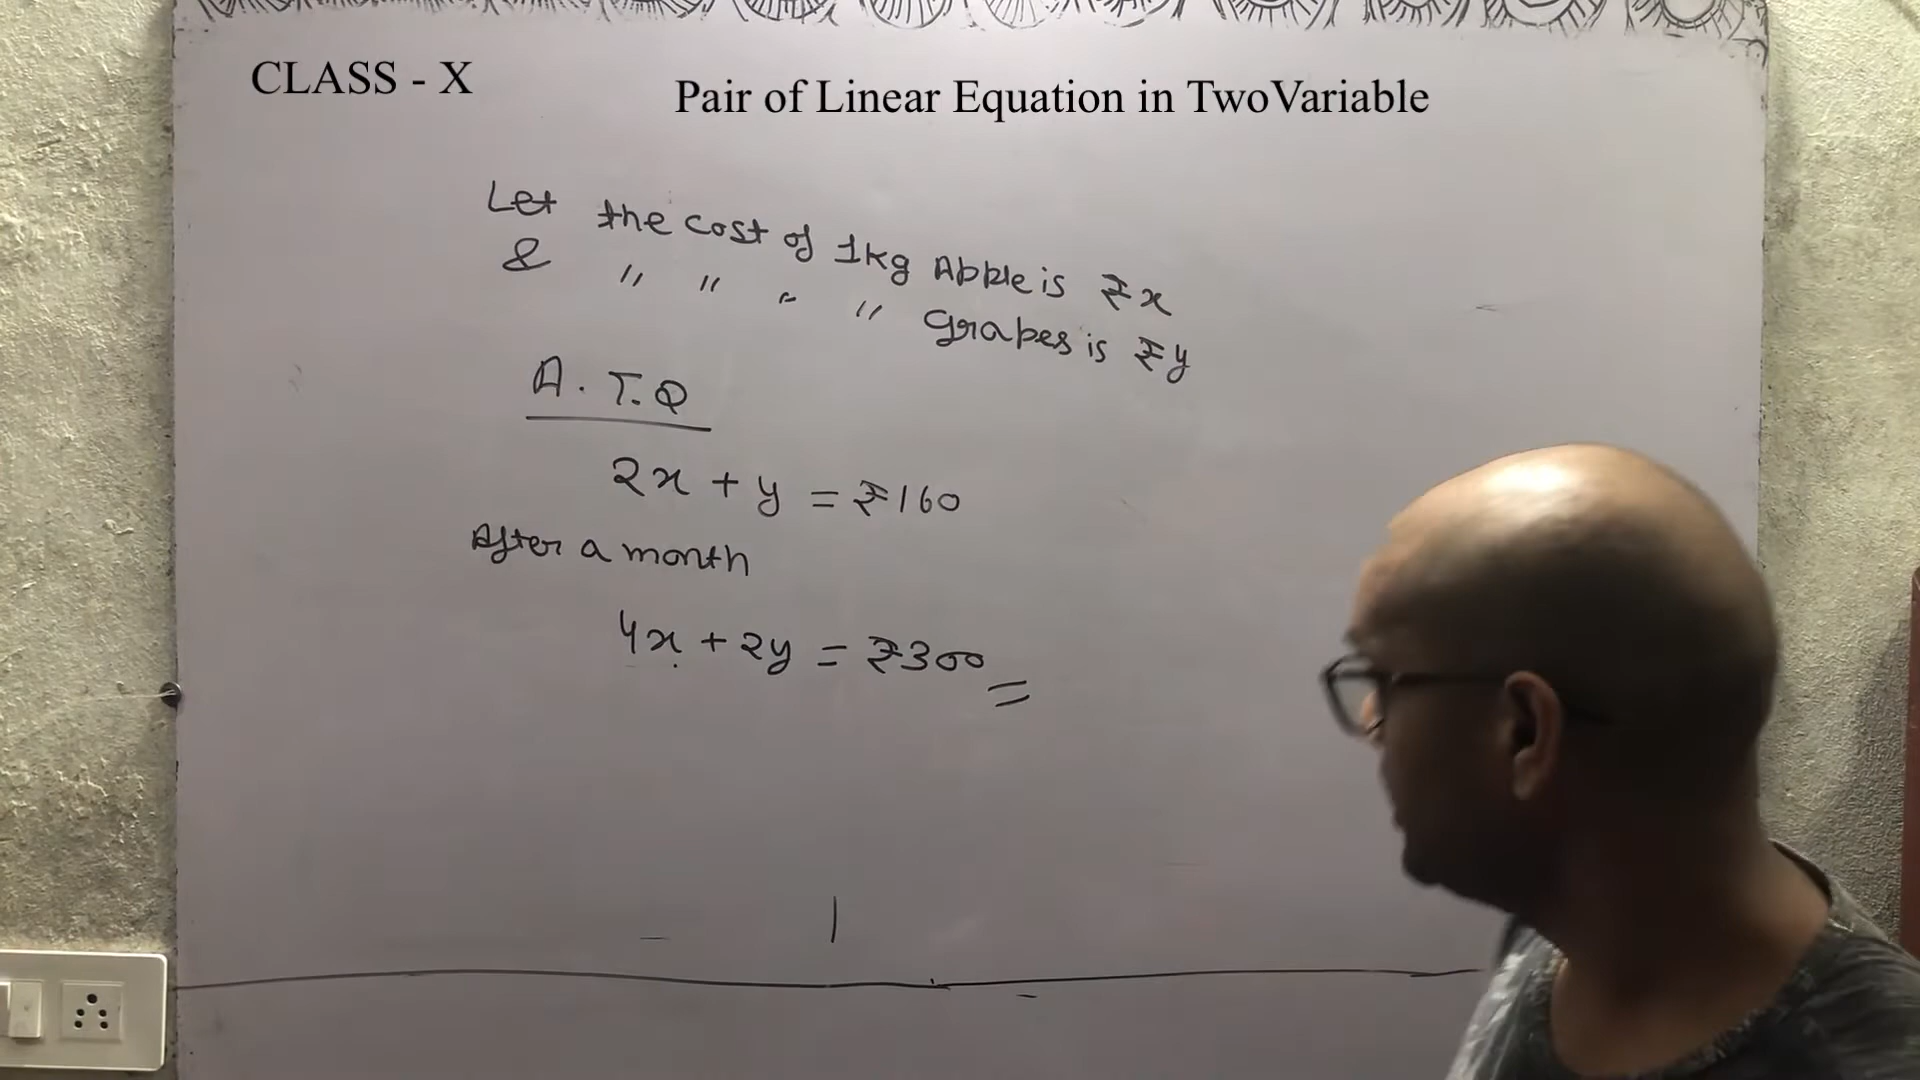 CLASS - X
Pair of Linear Equation in TwoVariable
Let the cost of 1kg Apple is ₹x
& " " " " Grapes is ₹y
A.T.Q
2x + y = ₹160
After a month
4x + 2y = ₹300